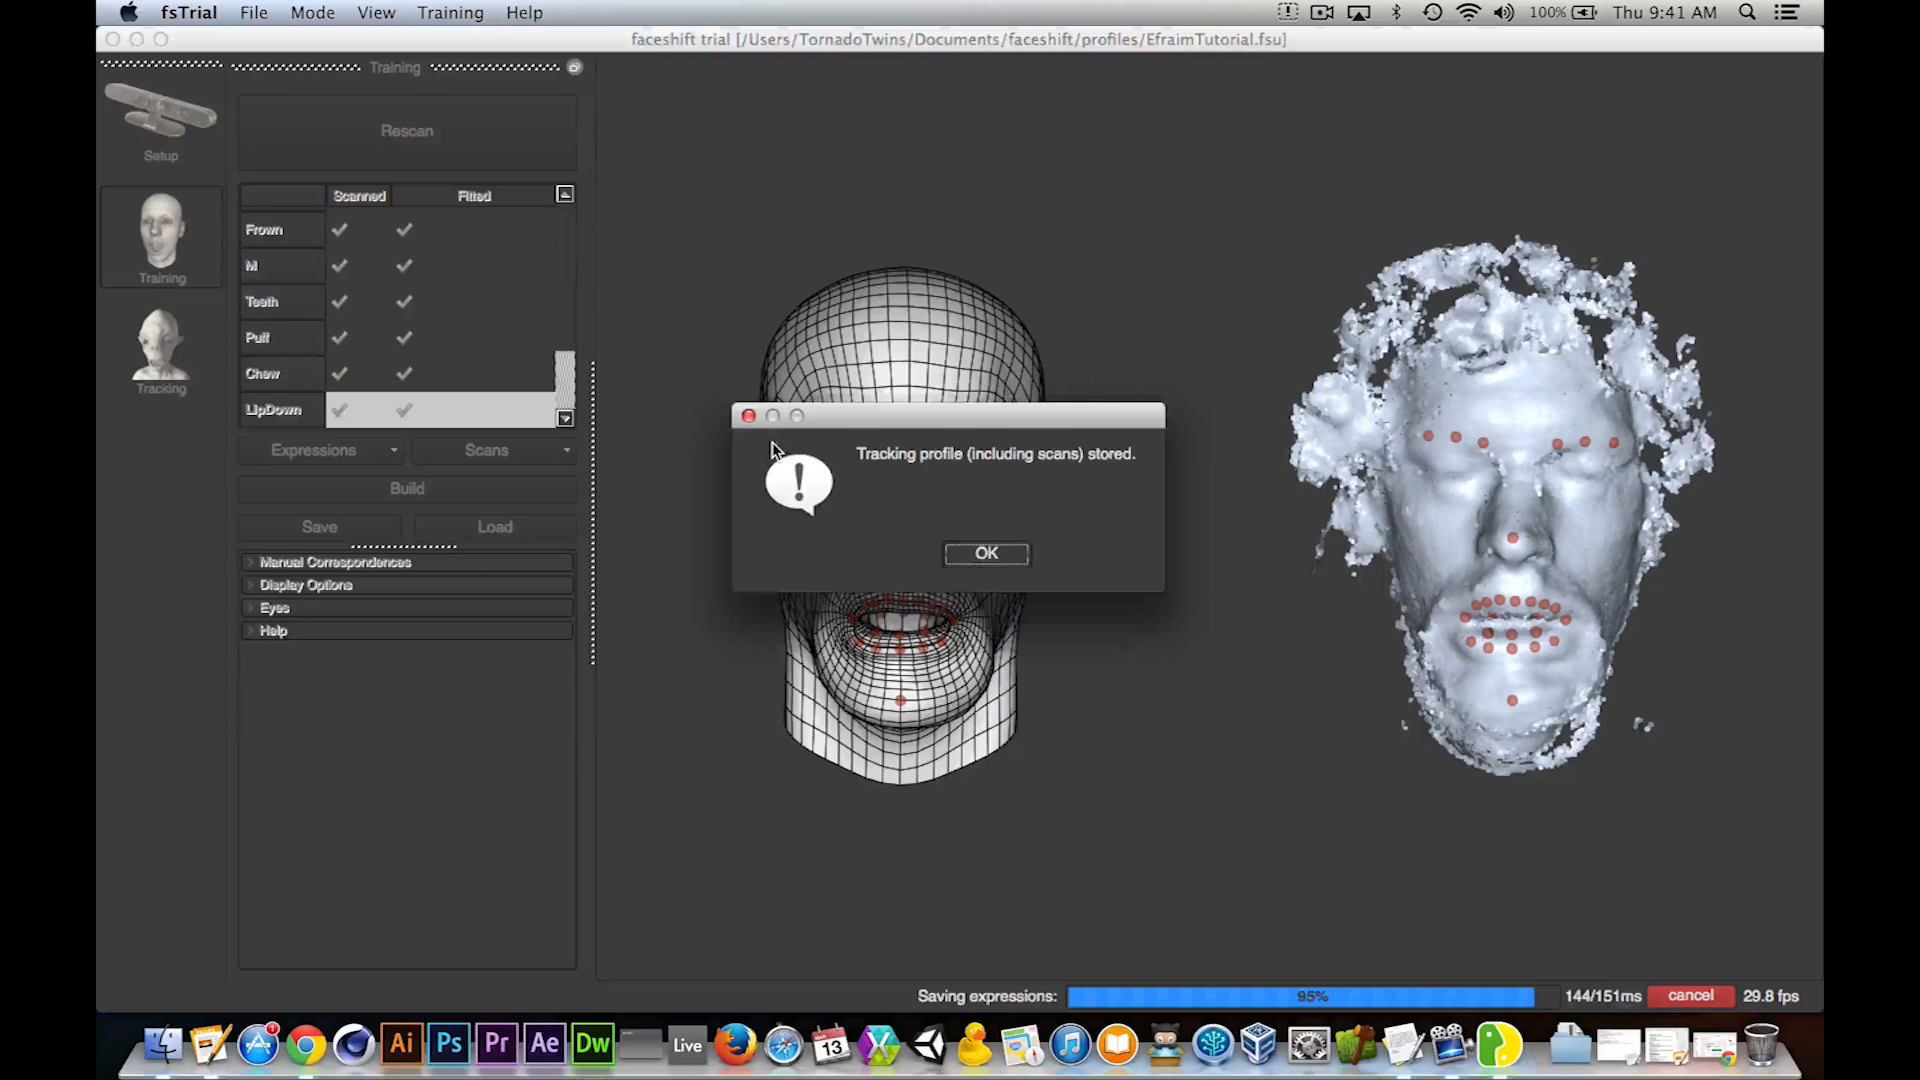 fsTrial File Mode View Training Help 100% Thu 9:41 AM
faceshift trial [/Users/TornadoTwins/Documents/faceshift/profiles/EfraimTutorial.fsu]
Setup
Training
Tracking
Training
Rescan
Scanned Fitted
Frown
M
Teeth
Puff
Chew
LipDown
Expressions Scans
Build
Save Load
Manual Correspondences
Display Options
Eyes
Help
Tracking profile (including scans) stored.
OK
Saving expressions: 95% 144/151ms cancel 29.8 fps
1 Ai Ps Pr Ae Dw Live 13